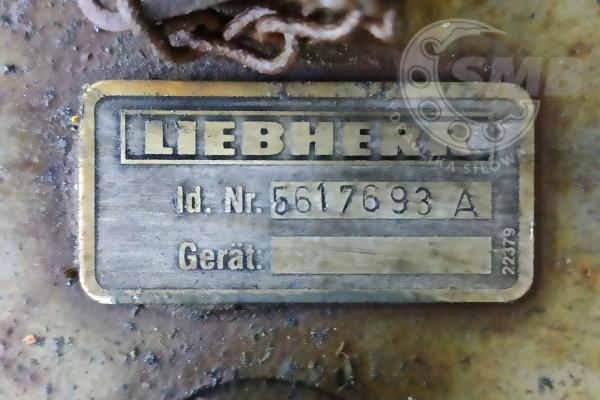 SMB
LIEBHERR
Id. Nr. 5617693 A
Gerät:
22379